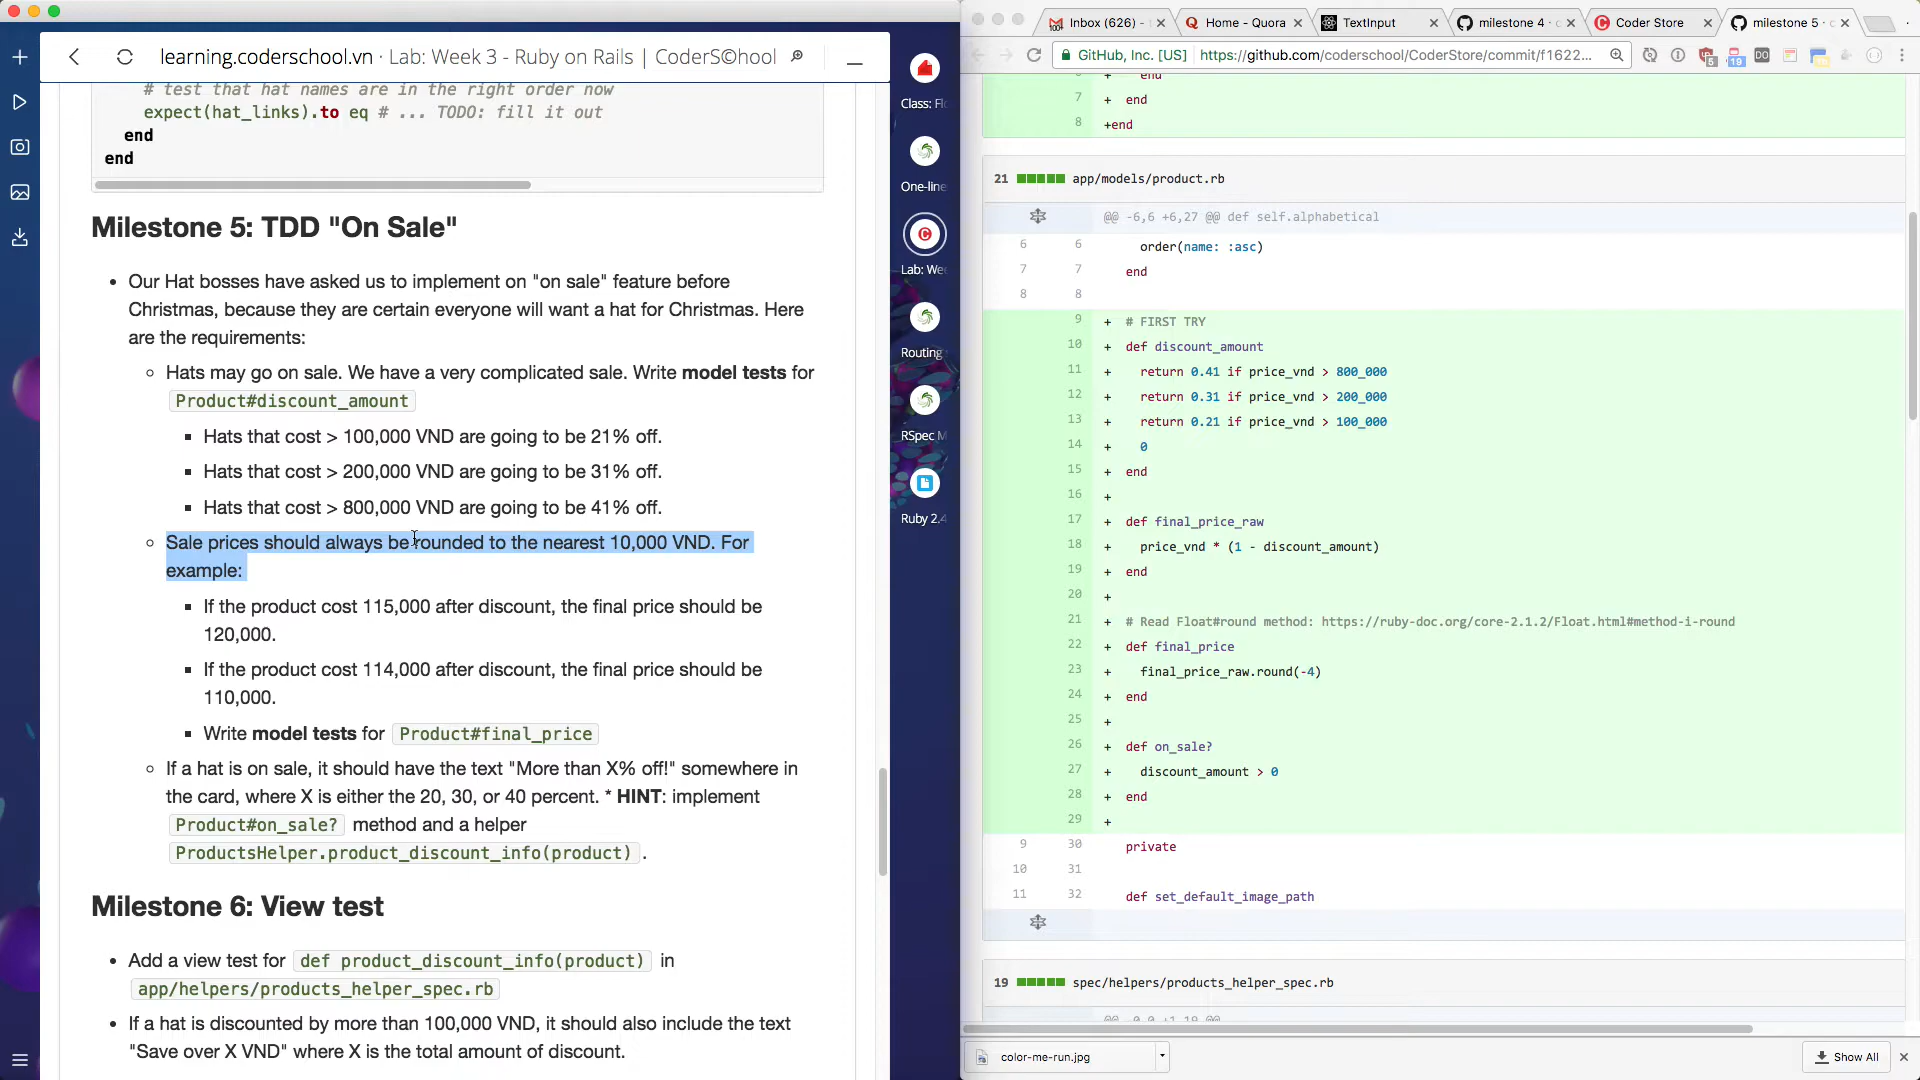 learning.coderschool.vn · Lab: Week 3 - Ruby on Rails | CoderS©hool
# test that hat names are in the right order now
expect(hat_links).to eq # ... TODO: fill it out
end
end
Milestone 5: TDD "On Sale"
Our Hat bosses have asked us to implement on "on sale" feature before
Christmas, because they are certain everyone will want a hat for Christmas. Here
are the requirements:
Hats may go on sale. We have a very complicated sale. Write model tests for
Product#discount_amount
Hats that cost > 100,000 VND are going to be 21% off.
Hats that cost > 200,000 VND are going to be 31% off.
Hats that cost > 800,000 VND are going to be 41% off.
Sale prices should always be rounded to the nearest 10,000 VND. For
example:
If the product cost 115,000 after discount, the final price should be
120,000.
If the product cost 114,000 after discount, the final price should be
110,000.
Write model tests for Product#final_price
If a hat is on sale, it should have the text "More than X% off!" somewhere in
the card, where X is either the 20, 30, or 40 percent. * HINT: implement
Product#on_sale? method and a helper
ProductsHelper.product_discount_info(product) .
Milestone 6: View test
Add a view test for def product_discount_info(product) in
app/helpers/products_helper_spec.rb
If a hat is discounted by more than 100,000 VND, it should also include the text
"Save over X VND" where X is the total amount of discount.
Class: Fl
One-line
Lab: We
Routing
RSpec M
Ruby 2.4
Inbox (626) -
Home - Quora
TextInput
milestone 4 ·
Coder Store
milestone 5 ·
GitHub, Inc. [US]
https://github.com/coderschool/CoderStore/commit/f1622...
6 + end
7 + end
8 +end
21 app/models/product.rb
@@ -6,6 +6,27 @@ def self.alphabetical
6 6 order(name: :asc)
7 7 end
8 8
9 + # FIRST TRY
10 + def discount_amount
11 + return 0.41 if price_vnd > 800_000
12 + return 0.31 if price_vnd > 200_000
13 + return 0.21 if price_vnd > 100_000
14 + 0
15 + end
16 +
17 + def final_price_raw
18 + price_vnd * (1 - discount_amount)
19 + end
20 +
21 + # Read Float#round method: https://ruby-doc.org/core-2.1.2/Float.html#method-i-round
22 + def final_price
23 + final_price_raw.round(-4)
24 + end
25 +
26 + def on_sale?
27 + discount_amount > 0
28 + end
29 +
9 30 private
10 31
11 32 def set_default_image_path
19 spec/helpers/products_helper_spec.rb
@@ -0,0 +1,19 @@
color-me-run.jpg
Show All